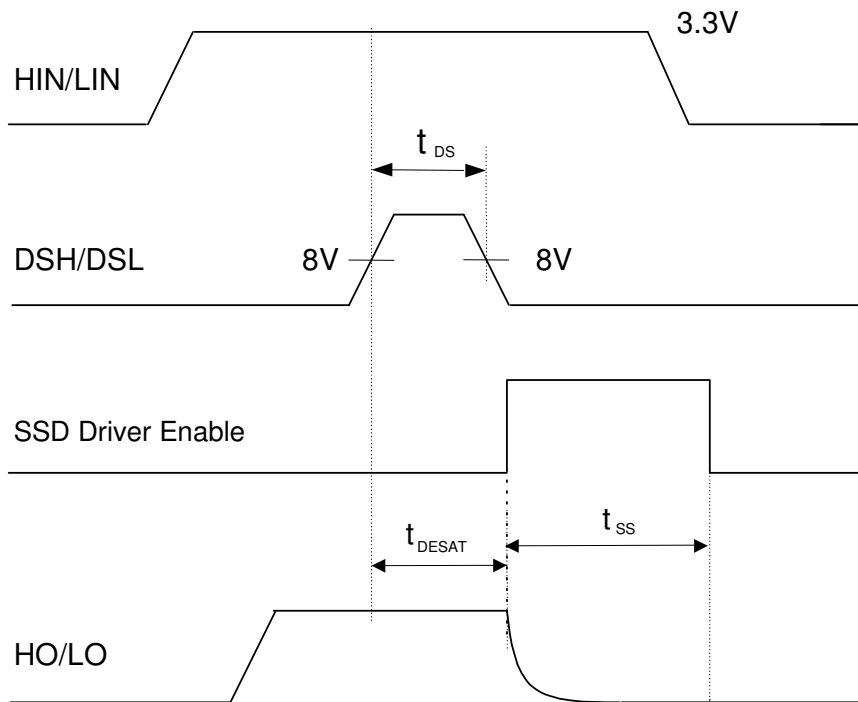 3.3V
HIN/LIN
t DS
DSH/DSL
8V
8V
SSD Driver Enable
t DESAT
t SS
HO/LO